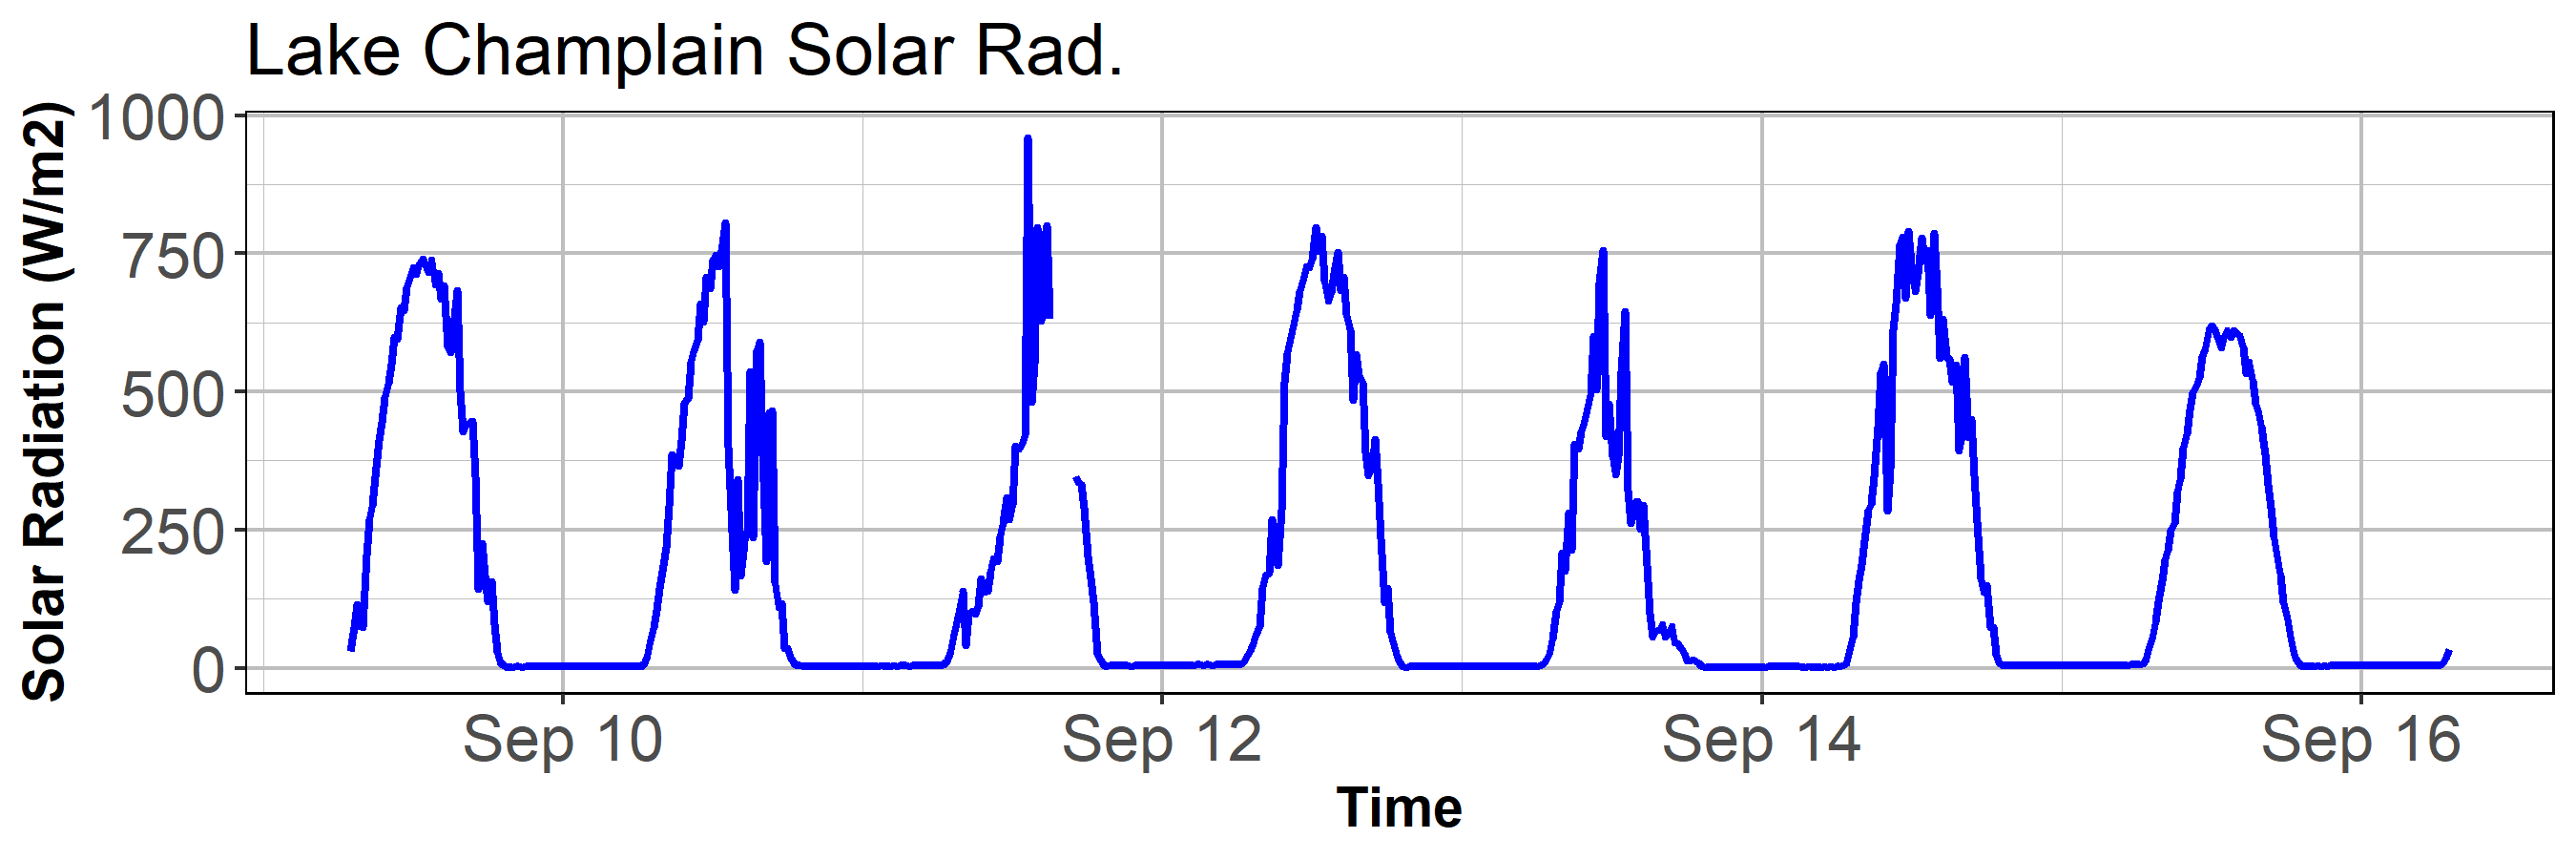 Lake Champlain Solar Rad.
Solar Radiation (W/m2)
1000
750
500
250
0
Sep 10 Sep 12 Sep 14 Sep 16
Time